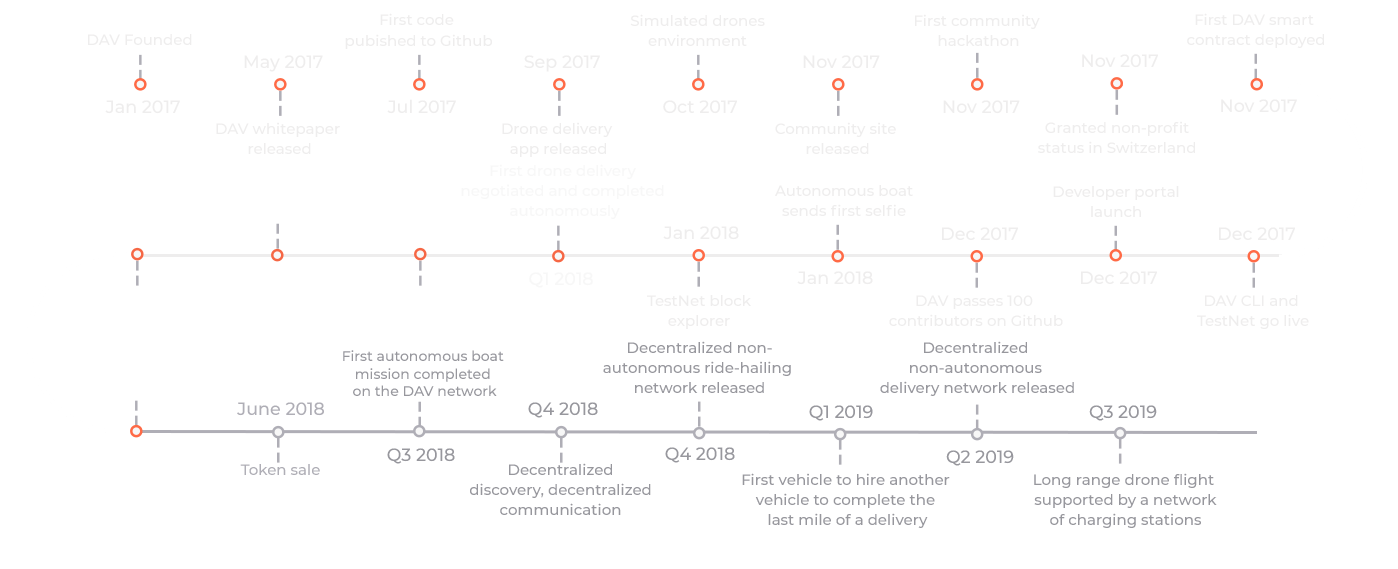 DAV Founded
Jan 2017
May 2017
DAV whitepaper
released
First code
pubished to Github
Jul 2017
Sep 2017
Drone delivery
app released
Simulated drones
environment
Oct 2017
Nov 2017
Community site
released
First community
hackathon
Nov 2017
Nov 2017
Granted non-profit
status in Switzerland
First DAV smart
contract deployed
Nov 2017
First drone delivery
negotiated and completed
autonomously
Q1 2018
Jan 2018
TestNet block
explorer
Autonomous boat
sends first selfie
Jan 2018
Dec 2017
DAV passes 100
contributors on Github
Developer portal
launch
Dec 2017
Dec 2017
DAV CLI and
TestNet go live
June 2018
Token sale
First autonomous boat
mission completed
on the DAV network
Q3 2018
Q4 2018
Decentralized
discovery, decentralized
communication
Decentralized non-
autonomous ride-hailing
network released
Q4 2018
Q1 2019
First vehicle to hire another
vehicle to complete the
last mile of a delivery
Decentralized
non-autonomous
delivery network released
Q2 2019
Q3 2019
Long range drone flight
supported by a network
of charging stations